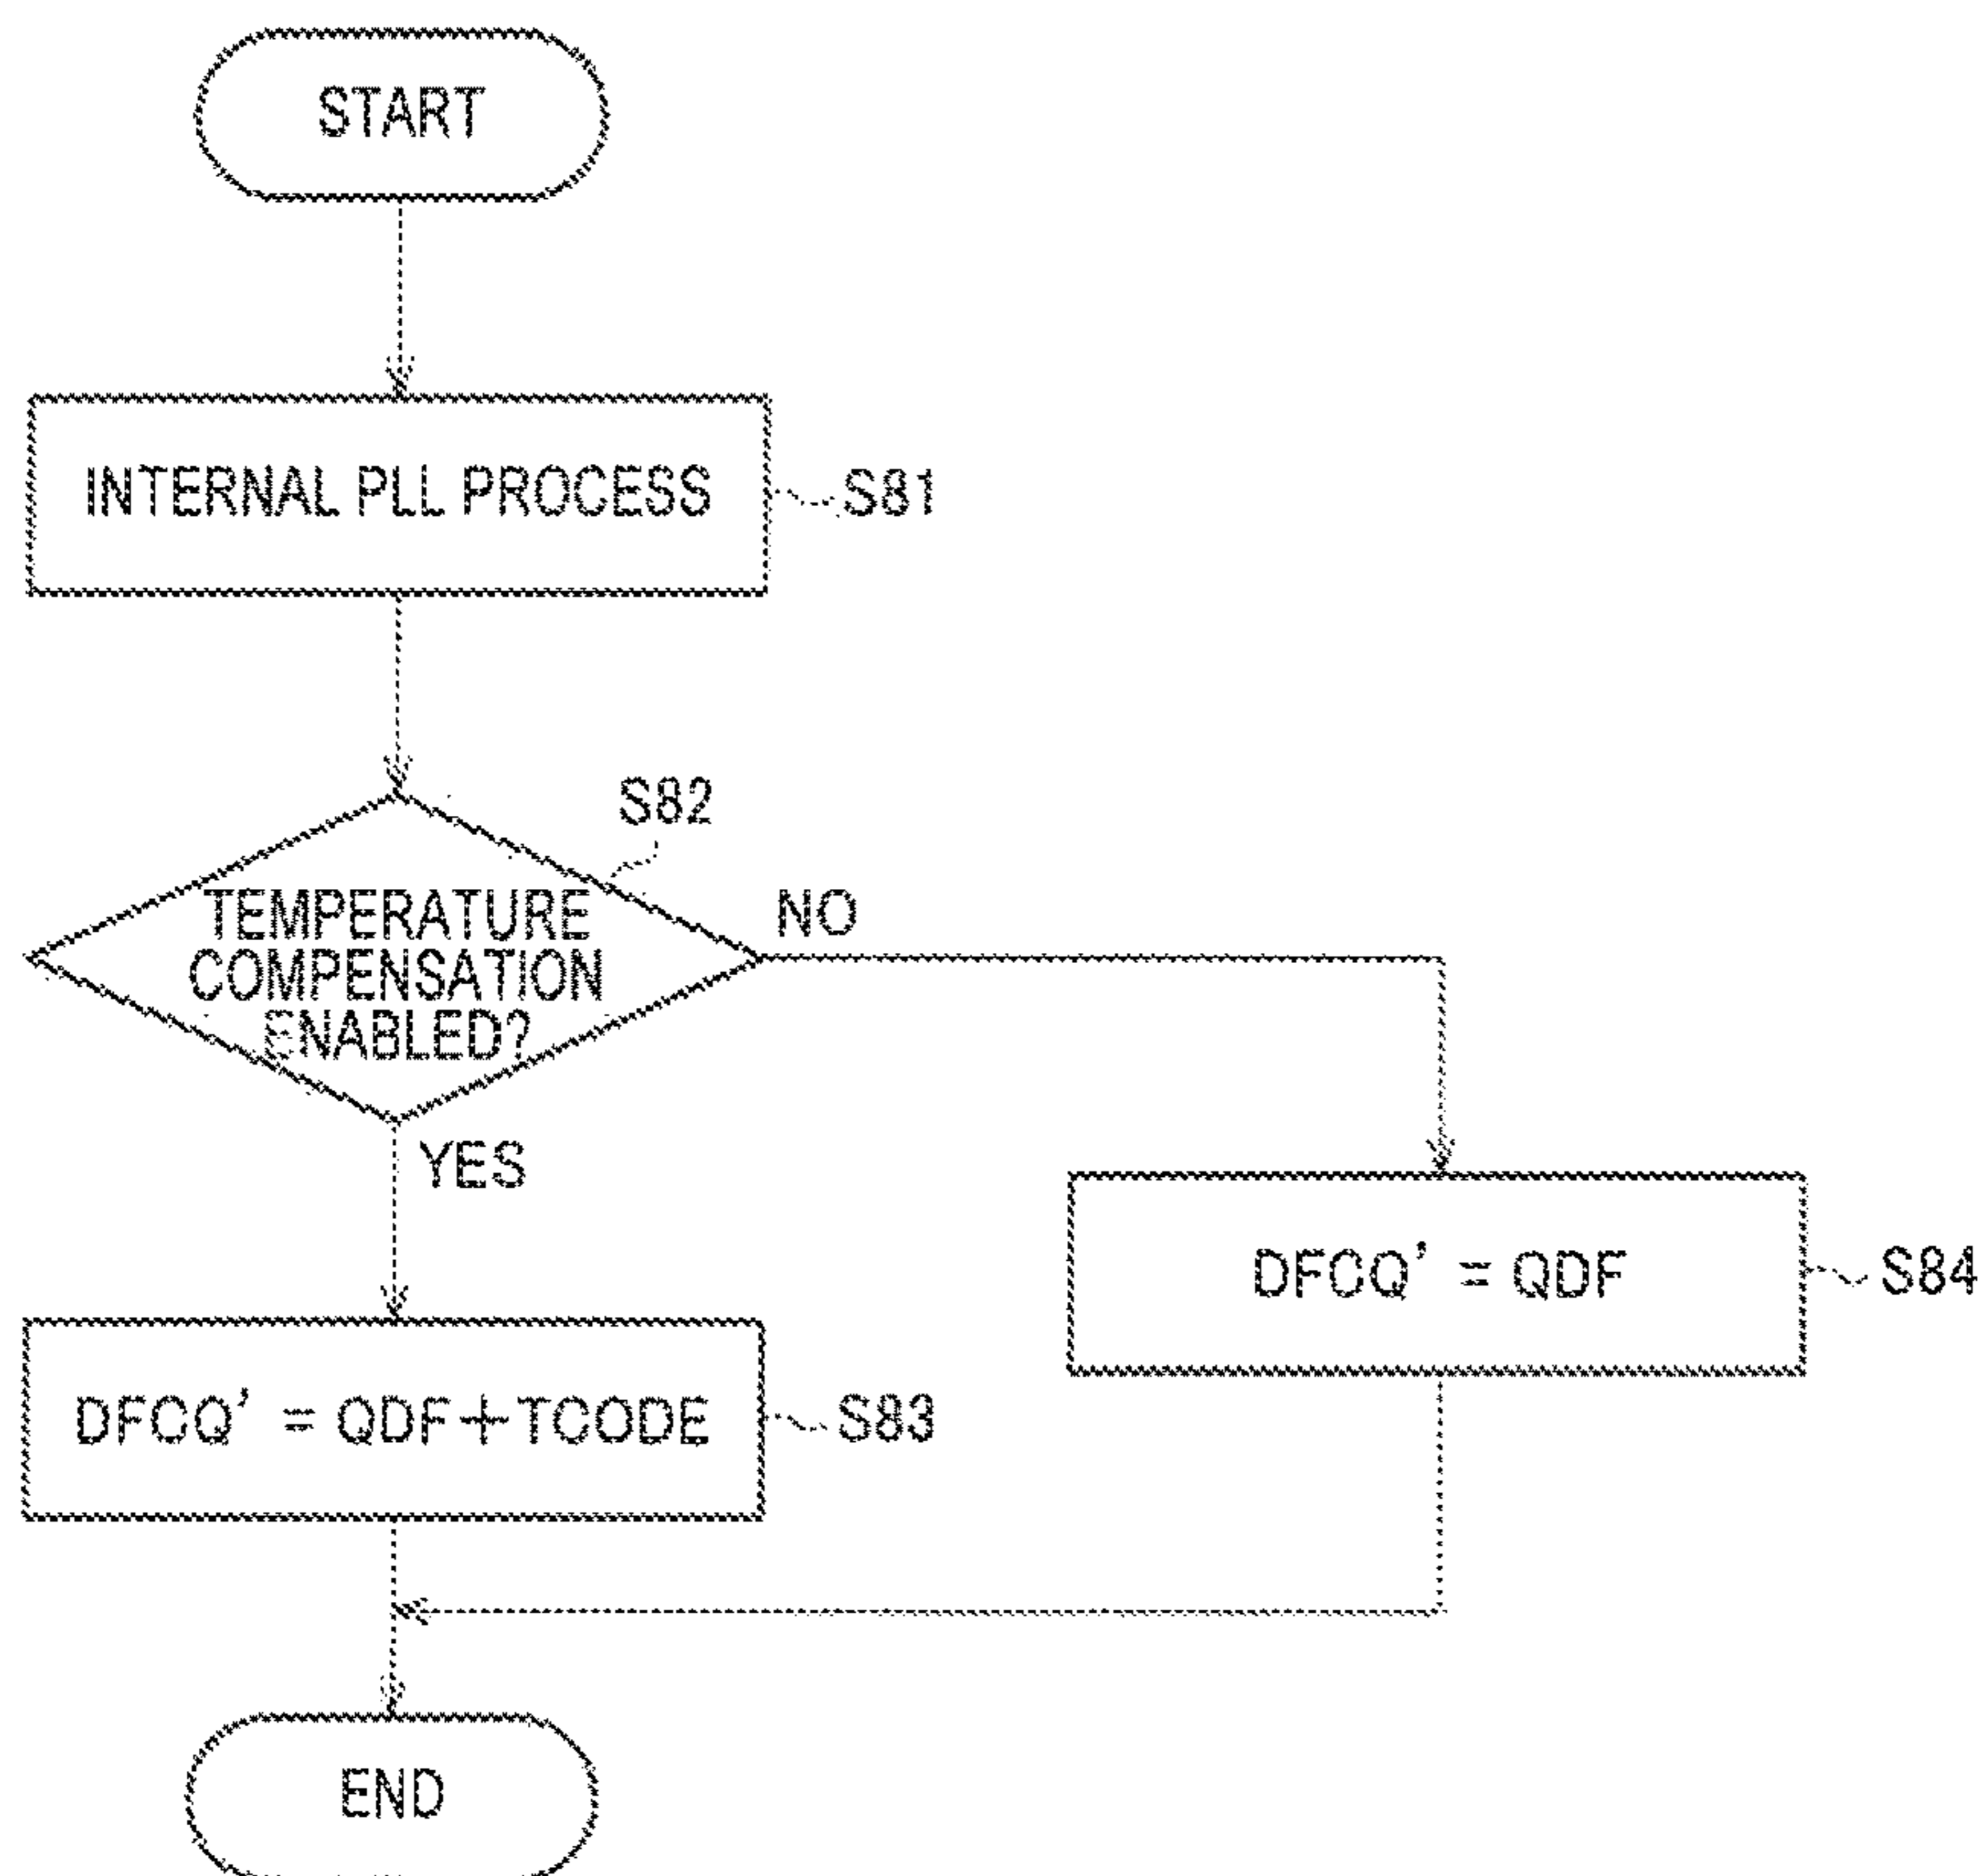 START
INTERNAL PLL PROCESS
S81
S82
TEMPERATURE
COMPENSATION
ENABLED?
NO
YES
DFCQ' = QDF
S84
DFCQ' = QDF+TCODE
S83
END